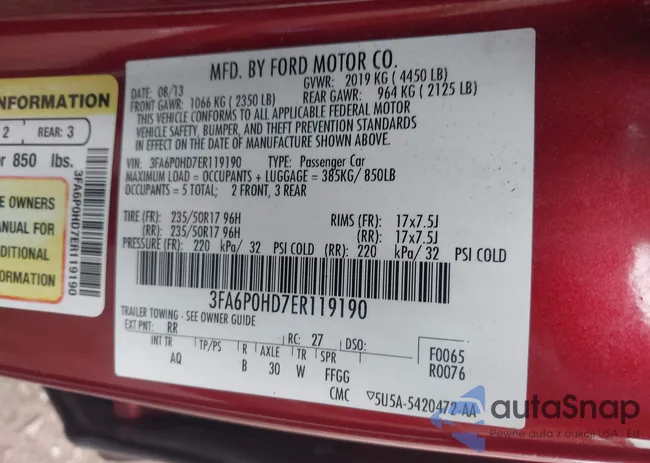 INFORMATION
2 REAR: 3
or 850 lbs.
E OWNERS
ANUAL FOR
DITIONAL
FORMATION
3FA6P0HD7ER119190
MFD. BY FORD MOTOR CO.
DATE: 08/13 GVWR: 2019 KG ( 4450 LB)
FRONT GAWR: 1066 KG ( 2350 LB) REAR GAWR: 964 KG ( 2125 LB)
THIS VEHICLE CONFORMS TO ALL APPLICABLE FEDERAL MOTOR
VEHICLE SAFETY, BUMPER, AND THEFT PREVENTION STANDARDS
IN EFFECT ON THE DATE OF MANUFACTURE SHOWN ABOVE.
VIN: 3FA6P0HD7ER119190 TYPE: Passenger Car
MAXIMUM LOAD = OCCUPANTS + LUGGAGE = 385KG/850LB
OCCUPANTS = 5 TOTAL; 2 FRONT, 3 REAR
TIRE (FR): 235/50R17 96H RIMS (FR): 17x7.5J
(RR): 235/50R17 96H (RR): 17x7.5J
PRESSURE (FR): 220 kPa/ 32 PSI COLD (RR): 220 kPa/ 32 PSI COLD
3FA6P0HD7ER119190
TRAILER TOWING - SEE OWNER GUIDE
EXT PNT: RR RC: 27 DSO: F0065
INT TR TP/PS R AXLE TR SPR R0076
AQ B 30 W FFGG
CMC ▽5U5A-5420472-AA
autoSnap
Pewne auto z aukcji USA i EU